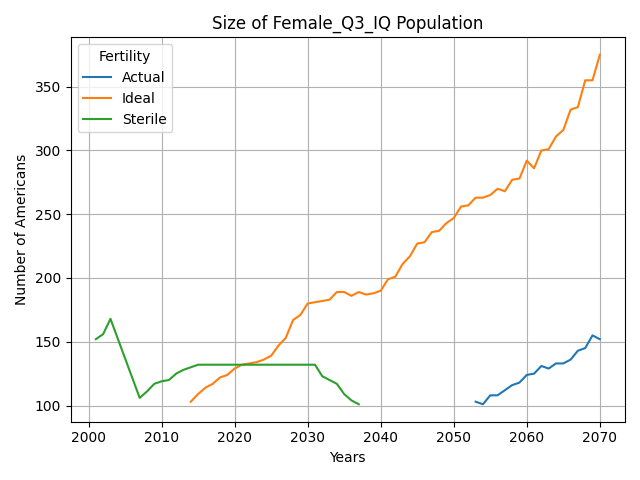 Size of Female_Q3_IQ Population
Fertility
Actual
Ideal
Sterile
Number of Americans
350
300
250
200
150
100
2000 2010 2020 2030 2040 2050 2060 2070
Years